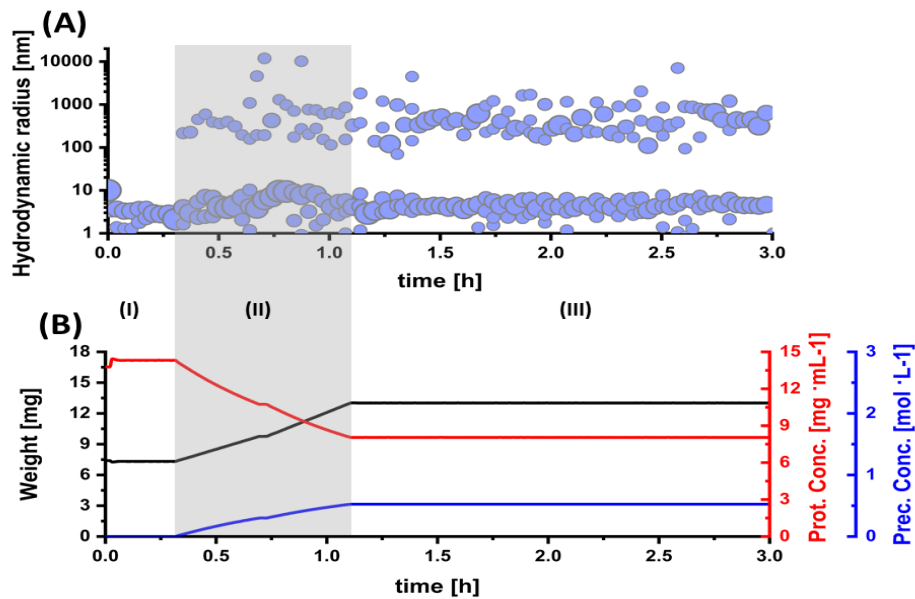 (A)
Hydrodynamic radius [nm]
10000
1000
100
10
1
0.0 0.5 1.0 1.5 2.0 2.5 3.0
time [h]
(I) (II) (III)
(B)
Weight [mg]
18
15
12
9
6
3
0
15
12
9
6
3
0
Prot. Conc. [mg ·mL-1]
3
2
1
0
Prec. Conc. [mol ·L-1]
0.0 0.5 1.0 1.5 2.0 2.5 3.0
time [h]